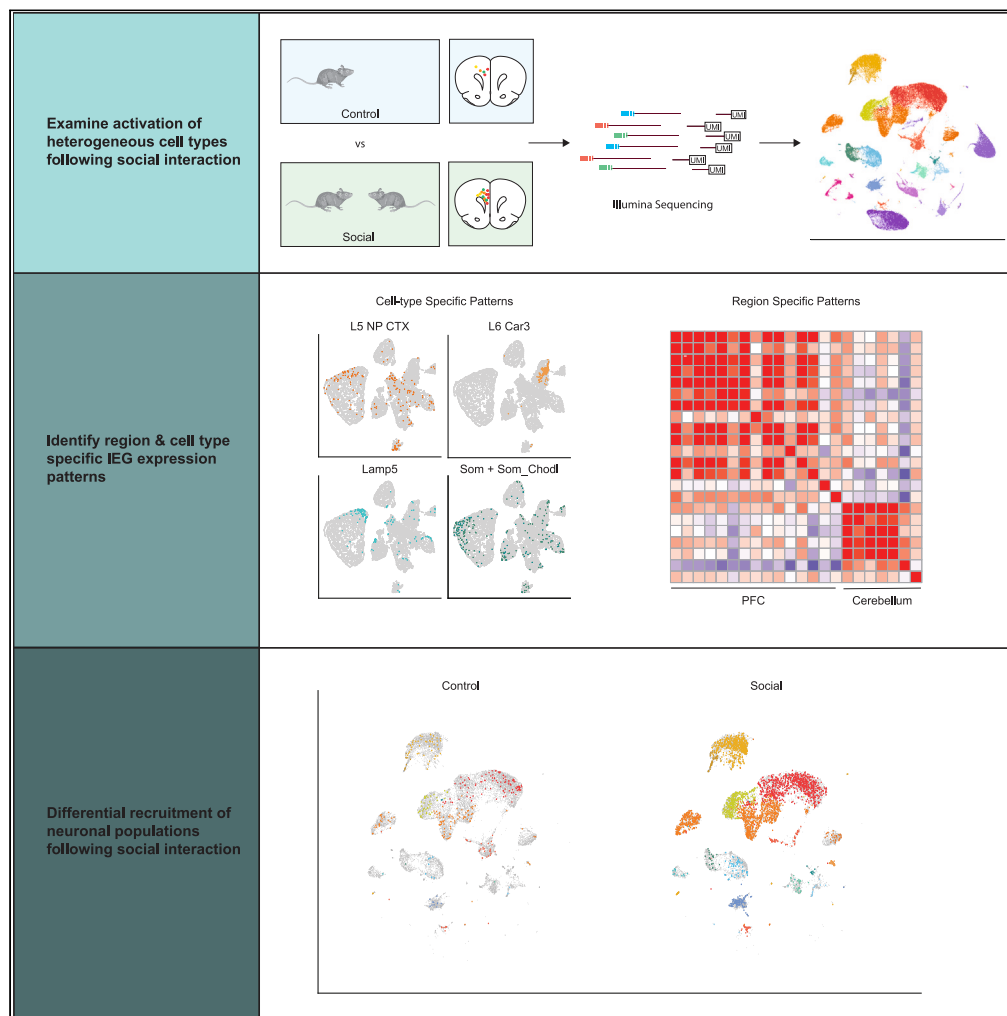 Examine activation of
heterogeneous cell types
following social interaction
Control
vs
Social
UMI
UMI
UMI
UMI
UMI
UMI
Illumina Sequencing
Identify region & cell type
specific IEG expression
patterns
Cell-type Specific Patterns
L5 NP CTX
L6 Car3
Lamp5
Som + Som_Chodl
Region Specific Patterns
PFC
Cerebellum
Differential recruitment of
neuronal populations
following social interaction
Control
Social